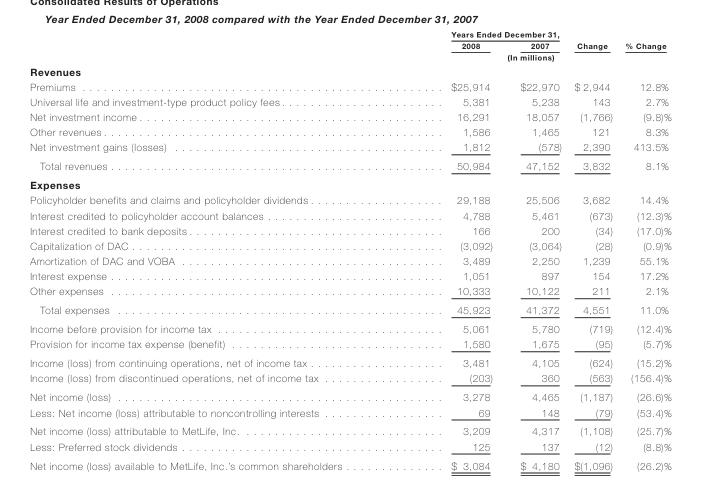 Consolidated Results of Operations
Year Ended December 31, 2008 compared with the Year Ended December 31, 2007
Years Ended December 31,
2008 2007 Change % Change
(In millions)
Revenues
Premiums $25,914 $22,970 $ 2,944 12.8%
Universal life and investment-type product policy fees 5,381 5,238 143 2.7%
Net investment income 16,291 18,057 (1,766) (9.8)%
Other revenues 1,586 1,465 121 8.3%
Net investment gains (losses) 1,812 (578) 2,390 413.5%
Total revenues 50,984 47,152 3,832 8.1%
Expenses
Policyholder benefits and claims and policyholder dividends 29,188 25,506 3,682 14.4%
Interest credited to policyholder account balances 4,788 5,461 (673) (12.3)%
Interest credited to bank deposits 166 200 (34) (17.0)%
Capitalization of DAC (3,092) (3,064) (28) (0.9)%
Amortization of DAC and VOBA 3,489 2,250 1,239 55.1%
Interest expense 1,051 897 154 17.2%
Other expenses 10,333 10,122 211 2.1%
Total expenses 45,923 41,372 4,551 11.0%
Income before provision for income tax 5,061 5,780 (719) (12.4)%
Provision for income tax expense (benefit) 1,580 1,675 (95) (5.7)%
Income (loss) from continuing operations, net of income tax 3,481 4,105 (624) (15.2)%
Income (loss) from discontinued operations, net of income tax (203) 360 (563) (156.4)%
Net income (loss) 3,278 4,465 (1,187) (26.6)%
Less: Net income (loss) attributable to noncontrolling interests 69 148 (79) (53.4)%
Net income (loss) attributable to MetLife, Inc. 3,209 4,317 (1,108) (25.7)%
Less: Preferred stock dividends 125 137 (12) (8.8)%
Net income (loss) available to MetLife, Inc.'s common shareholders $ 3,084 $ 4,180 $(1,096) (26.2)%